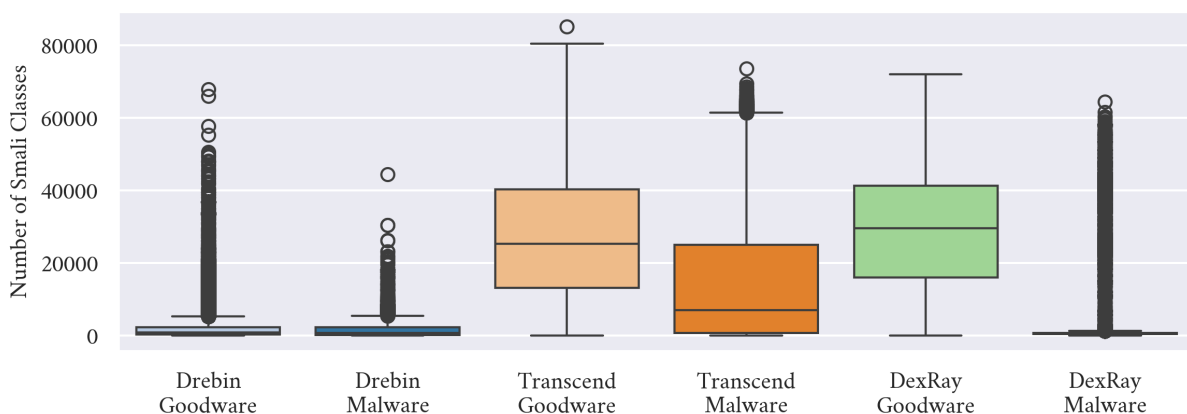 Number of Smali Classes
80000
60000
40000
20000
0
Drebin
Goodware
Drebin
Malware
Transcend
Goodware
Transcend
Malware
DexRay
Goodware
DexRay
Malware